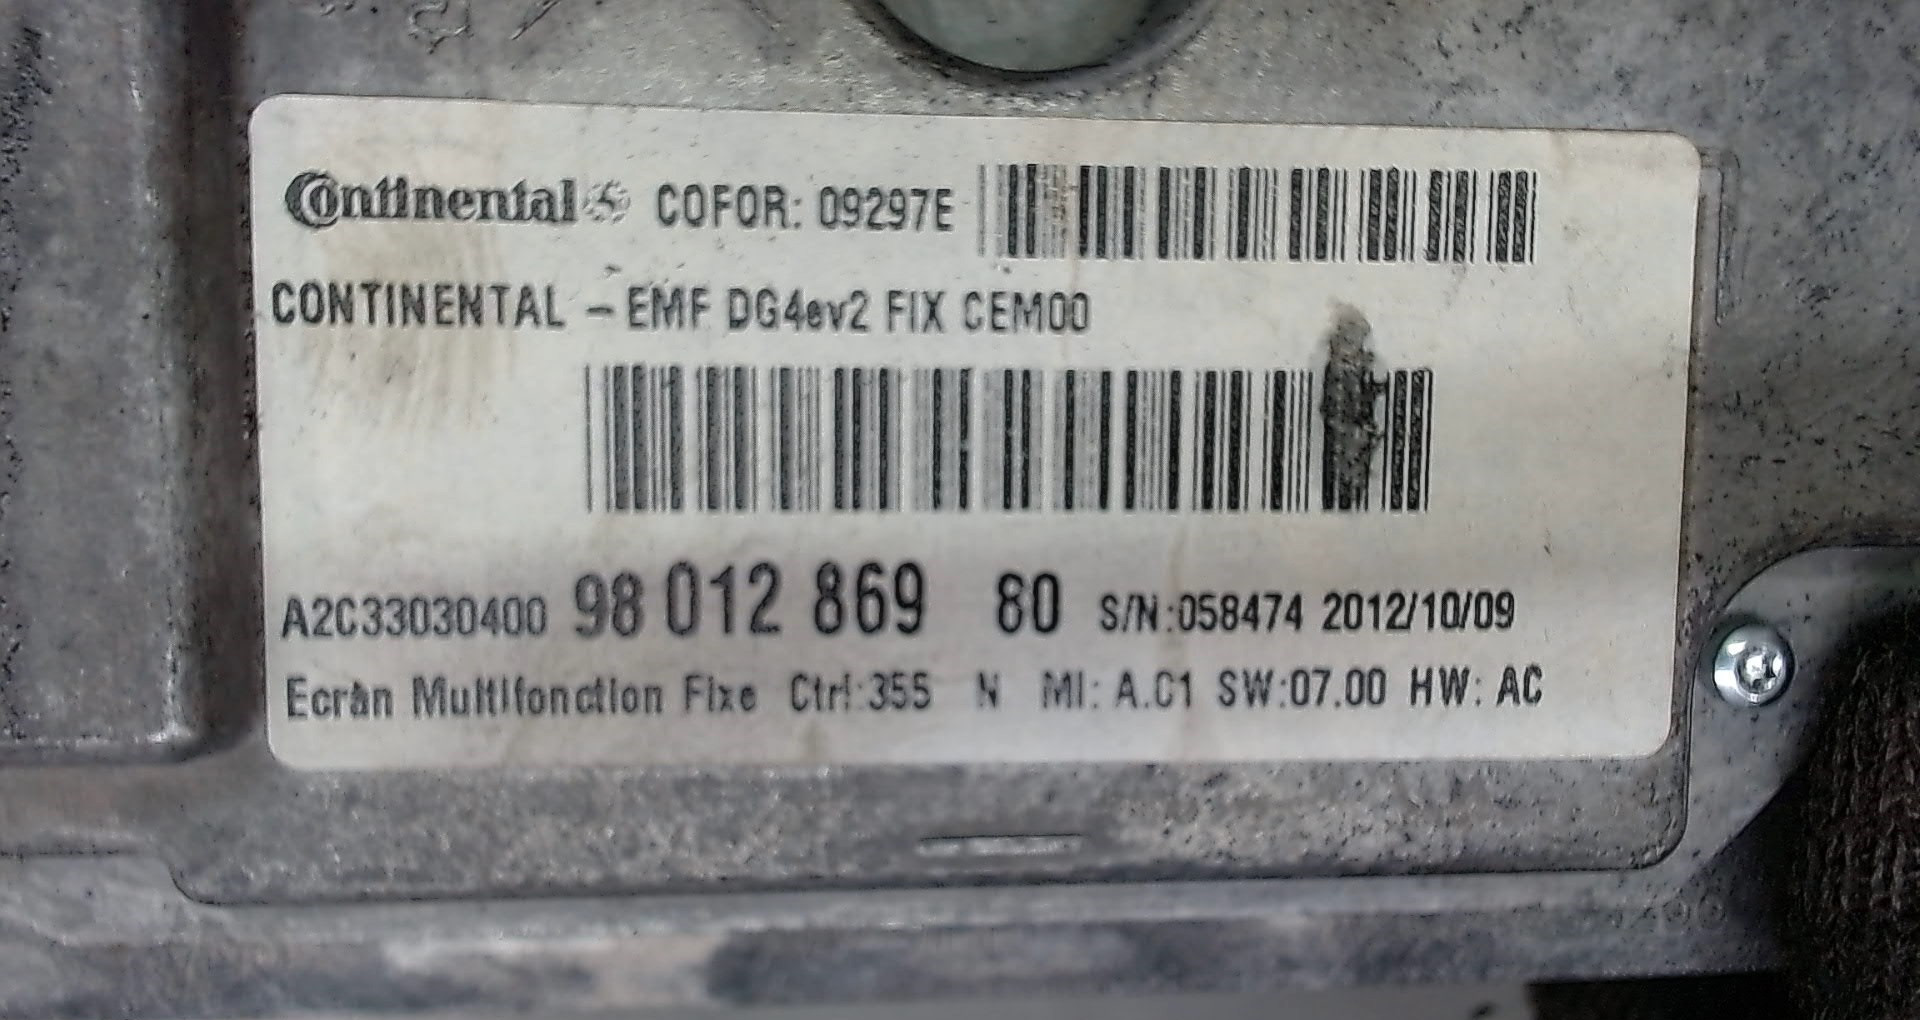 Continental COFOR: 09297E
CONTINENTAL - EMF DG4ev2 FIX CEM00
A2C33030400 98 012 869 80 S/N:058474 2012/10/09
Ecran Multifonction Fixe Ctrl:355 N MI: A.C1 SW:07.00 HW: AC